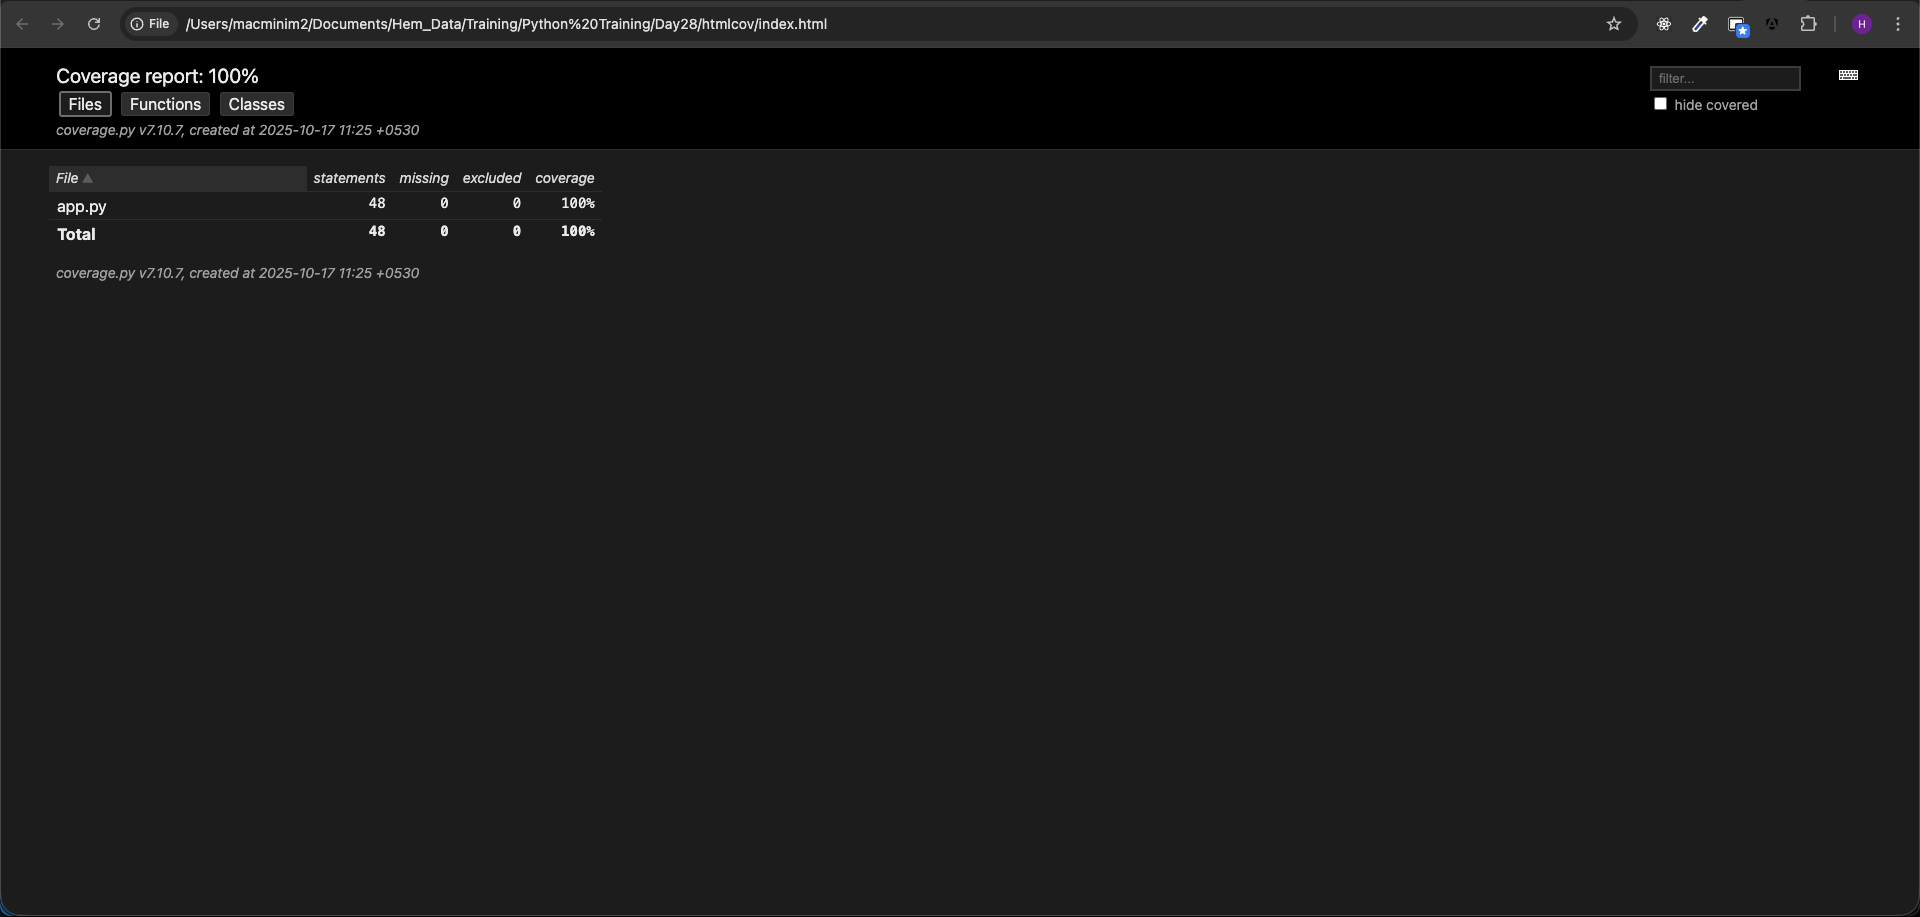 File /Users/macminim2/Documents/Hem_Data/Training/Python%20Training/Day28/htmlcov/index.html H
Coverage report: 100% filter...
Files Functions Classes hide covered
coverage.py v7.10.7, created at 2025-10-17 11:25 +0530
File statements missing excluded coverage
app.py 48 0 0 100%
Total 48 0 0 100%
coverage.py v7.10.7, created at 2025-10-17 11:25 +0530